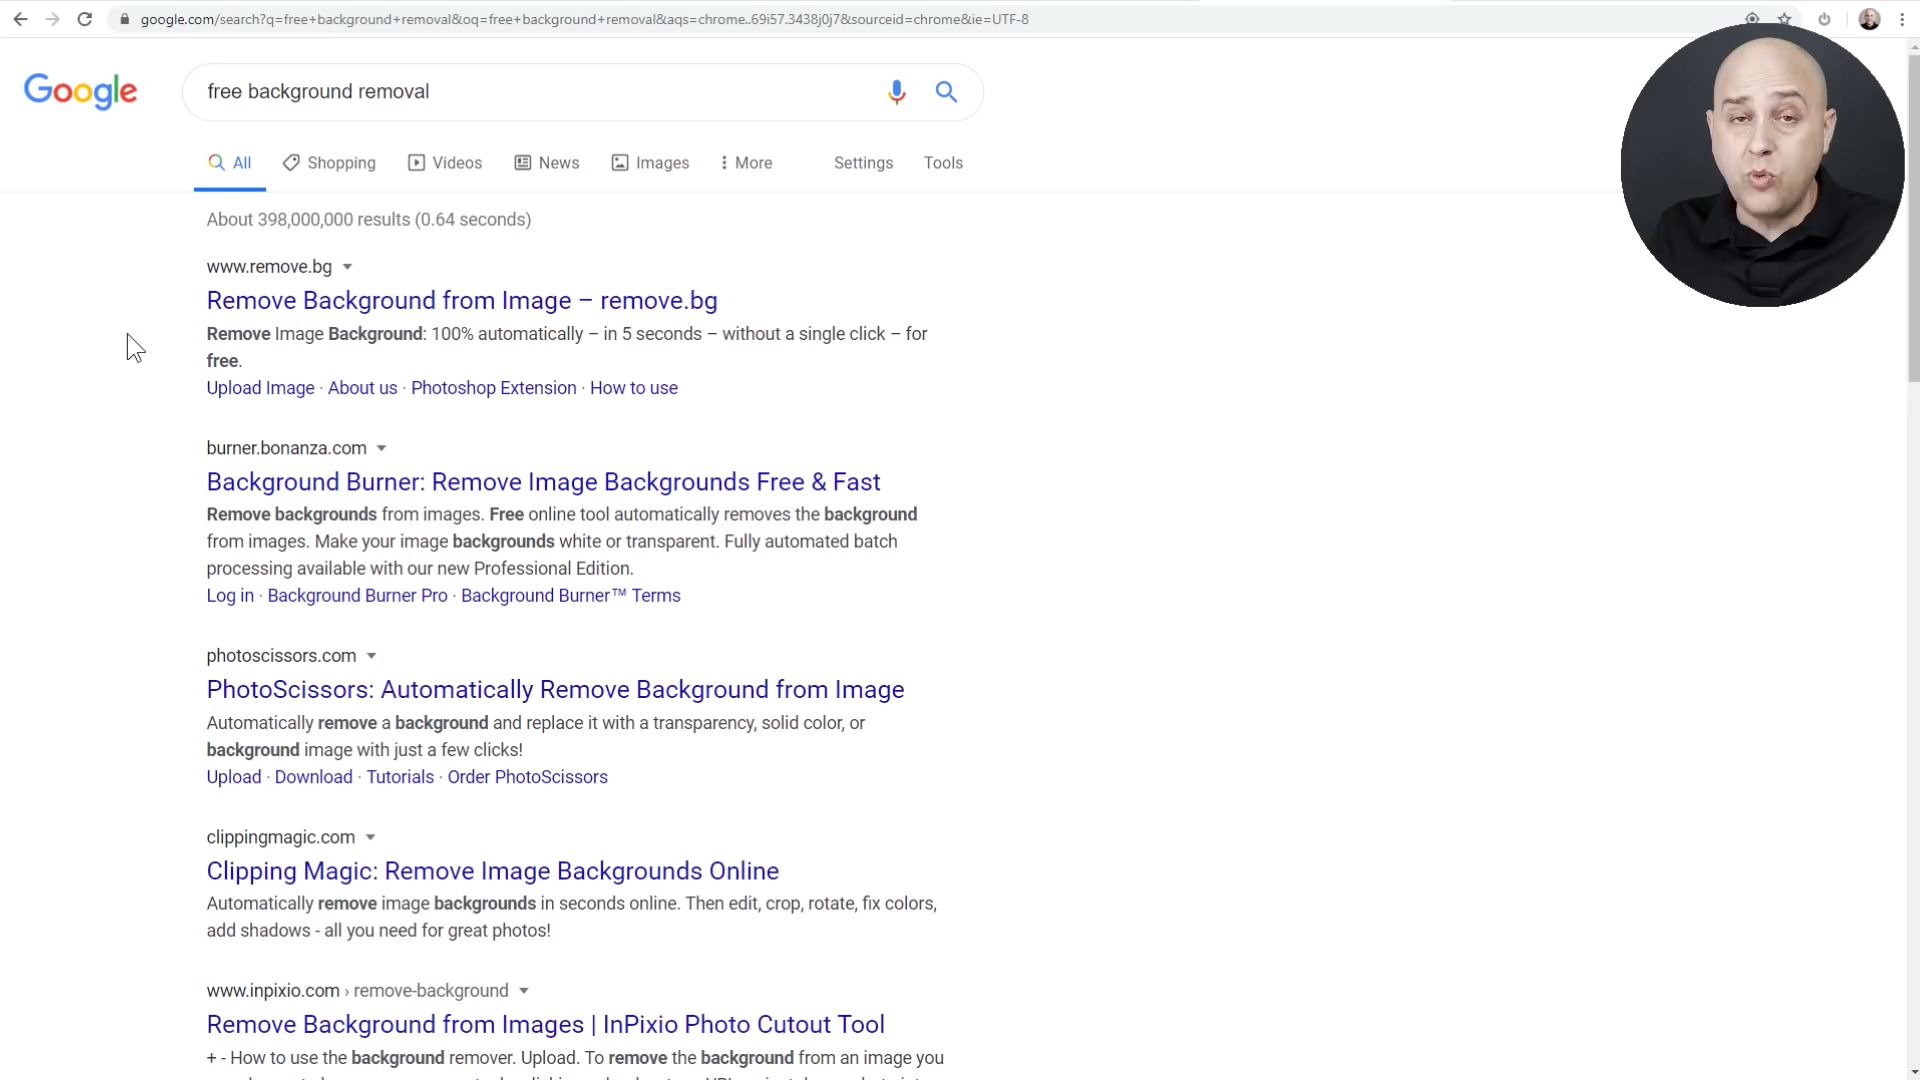 google.com/search?q=free+background+removal&oq=free+background+removal&aqs=chrome..69i57.3438j0j7&sourceid=chrome&ie=UTF-8
Google
free background removal
All Shopping Videos News Images More Settings Tools
About 398,000,000 results (0.64 seconds)
www.remove.bg
Remove Background from Image – remove.bg
Remove Image Background: 100% automatically – in 5 seconds – without a single click – for
free.
Upload Image · About us · Photoshop Extension · How to use
burner.bonanza.com
Background Burner: Remove Image Backgrounds Free & Fast
Remove backgrounds from images. Free online tool automatically removes the background
from images. Make your image backgrounds white or transparent. Fully automated batch
processing available with our new Professional Edition.
Log in · Background Burner Pro · Background Burner™ Terms
photoscissors.com
PhotoScissors: Automatically Remove Background from Image
Automatically remove a background and replace it with a transparency, solid color, or
background image with just a few clicks!
Upload · Download · Tutorials · Order PhotoScissors
clippingmagic.com
Clipping Magic: Remove Image Backgrounds Online
Automatically remove image backgrounds in seconds online. Then edit, crop, rotate, fix colors,
add shadows - all you need for great photos!
www.inpixio.com › remove-background
Remove Background from Images | InPixio Photo Cutout Tool
+ - How to use the background remover. Upload. To remove the background from an image you